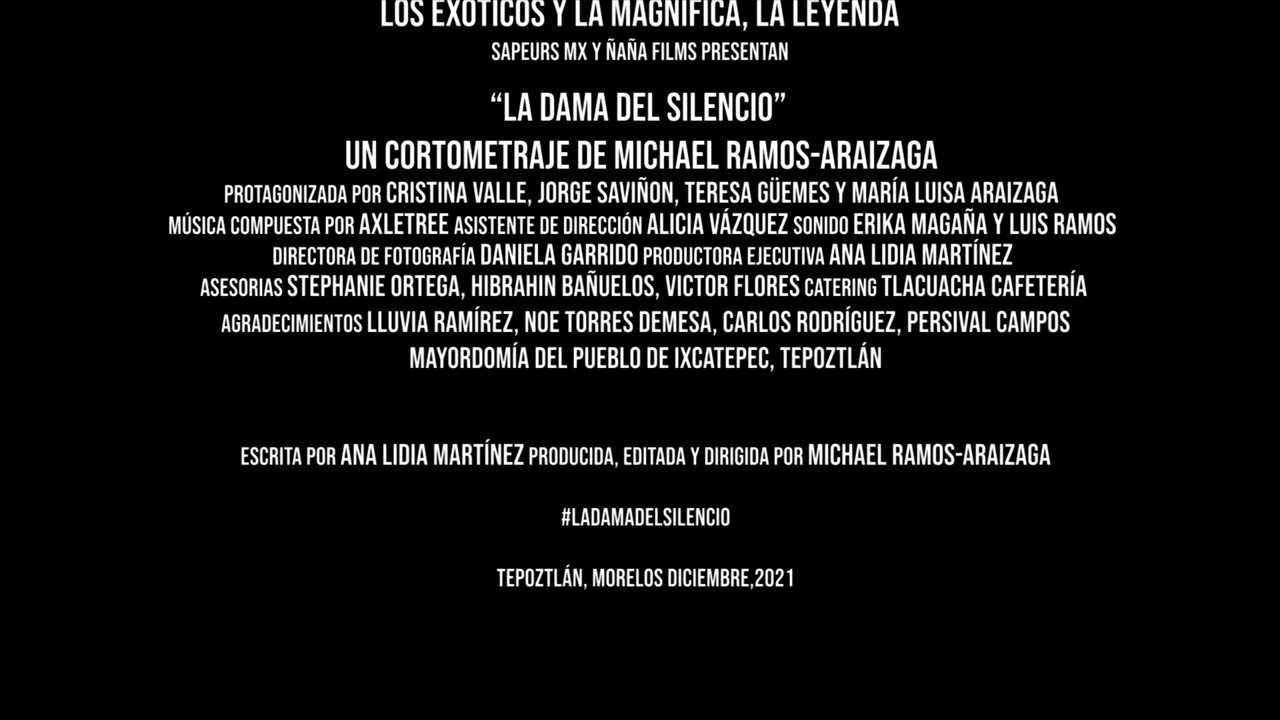 LOS EXÓTICOS Y LA MAGNÍFICA, LA LEYENDA
SAPEURS MX Y ÑAÑA FILMS PRESENTAN
“LA DAMA DEL SILENCIO”
UN CORTOMETRAJE DE MICHAEL RAMOS-ARAIZAGA
PROTAGONIZADA POR CRISTINA VALLE, JORGE SAVIÑON, TERESA GÜEMES Y MARÍA LUISA ARAIZAGA
MÚSICA COMPUESTA POR AXLETREE ASISTENTE DE DIRECCIÓN ALICIA VÁZQUEZ SONIDO ERIKA MAGAÑA Y LUIS RAMOS
DIRECTORA DE FOTOGRAFÍA DANIELA GARRIDO PRODUCTORA EJECUTIVA ANA LIDIA MARTÍNEZ
ASESORIAS STEPHANIE ORTEGA, HIBRAHIN BAÑUELOS, VICTOR FLORES CATERING TLACUACHA CAFETERÍA
AGRADECIMIENTOS LLUVIA RAMÍREZ, NOE TORRES DEMESA, CARLOS RODRÍGUEZ, PERSIVAL CAMPOS
MAYORDOMÍA DEL PUEBLO DE IXCATEPEC, TEPOZTLÁN
ESCRITA POR ANA LIDIA MARTÍNEZ PRODUCIDA, EDITADA Y DIRIGIDA POR MICHAEL RAMOS-ARAIZAGA
#LADAMADELSILENCIO
TEPOZTLÁN, MORELOS DICIEMBRE,2021